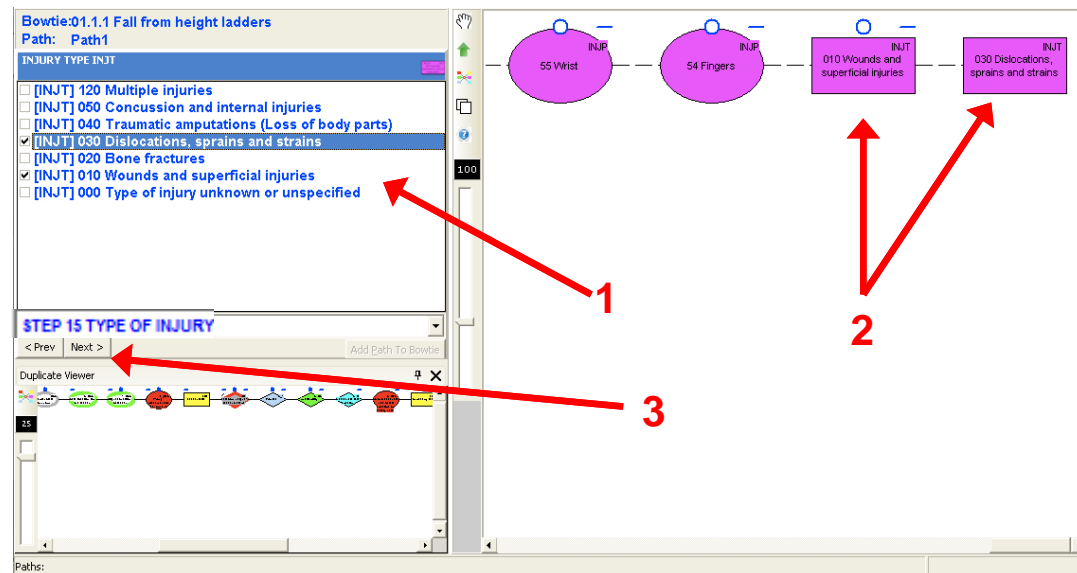 Bowtie:01.1.1 Fall from height ladders
Path: Path1
INJURY TYPE INJT
[INJT] 120 Multiple injuries
[INJT] 050 Concussion and internal injuries
[INJT] 040 Traumatic amputations (Loss of body parts)
[INJT] 030 Dislocations, sprains and strains
[INJT] 020 Bone fractures
[INJT] 010 Wounds and superficial injuries
[INJT] 000 Type of injury unknown or unspecified
STEP 15 TYPE OF INJURY
< Prev
Next >
Add Path To Bowtie
Duplicate Viewer
25
Paths:
100
INJP
55 Wrist
INJP
54 Fingers
INJT
010 Wounds and
superficial injuries
INJT
030 Dislocations,
sprains and strains
1
2
3